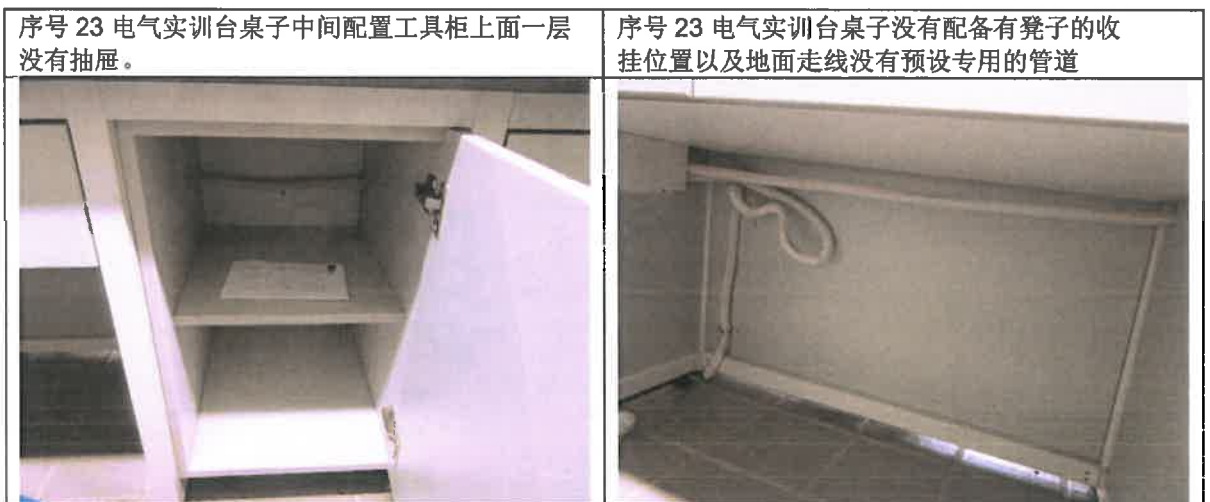 序号 23 电气实训台桌子中间配置工具柜上面一层
没有抽屉。
序号 23 电气实训台桌子没有配备有凳子的收
挂位置以及地面走线没有预设专用的管道